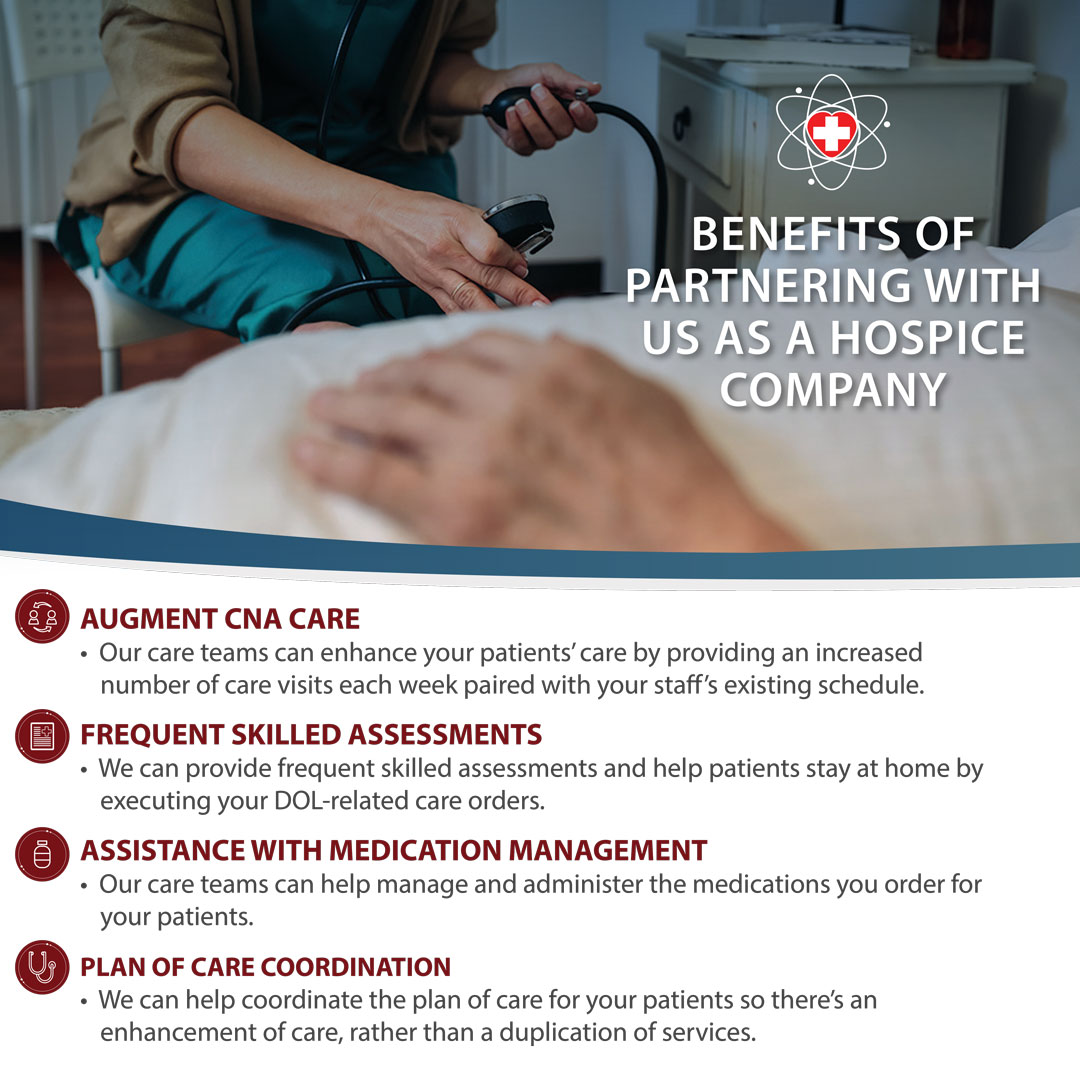 BENEFITS OF
PARTNERING WITH
US AS A HOSPICE
COMPANY
AUGMENT CNA CARE
• Our care teams can enhance your patients’ care by providing an increased
number of care visits each week paired with your staff’s existing schedule.
FREQUENT SKILLED ASSESSMENTS
• We can provide frequent skilled assessments and help patients stay at home by
executing your DOL-related care orders.
ASSISTANCE WITH MEDICATION MANAGEMENT
• Our care teams can help manage and administer the medications you order for
your patients.
PLAN OF CARE COORDINATION
• We can help coordinate the plan of care for your patients so there’s an
enhancement of care, rather than a duplication of services.